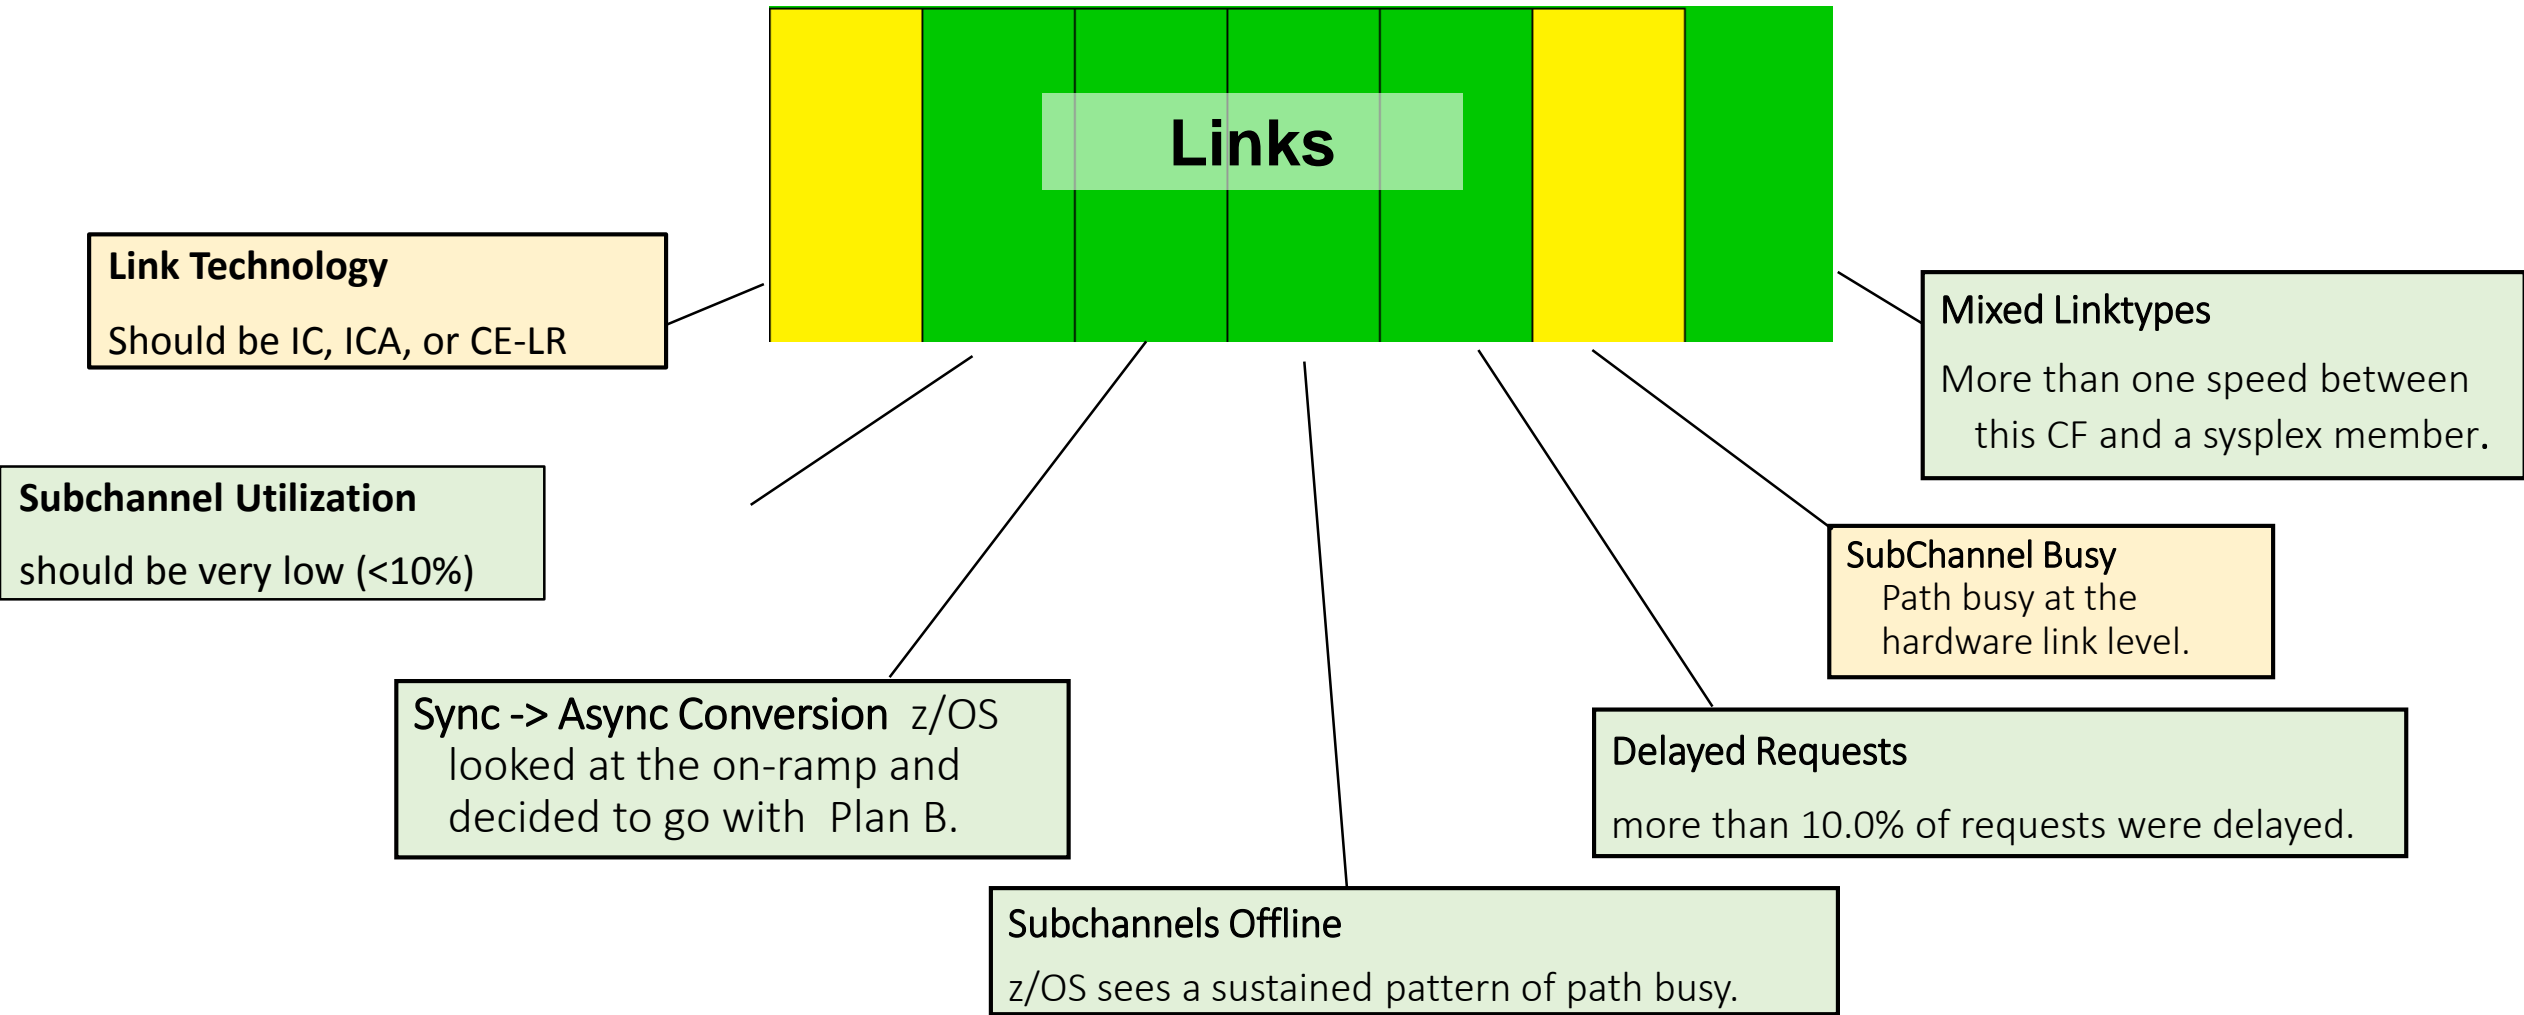 Links
Link Technology
Should be IC, ICA, or CE-LR
Subchannel Utilization
should be very low (<10%)
Sync -> Async Conversion z/OS
looked at the on-ramp and
decided to go with Plan B.
Subchannels Offline
z/OS sees a sustained pattern of path busy.
Delayed Requests
more than 10.0% of requests were delayed.
SubChannel Busy
Path busy at the
hardware link level.
Mixed Linktypes
More than one speed between
this CF and a sysplex member.